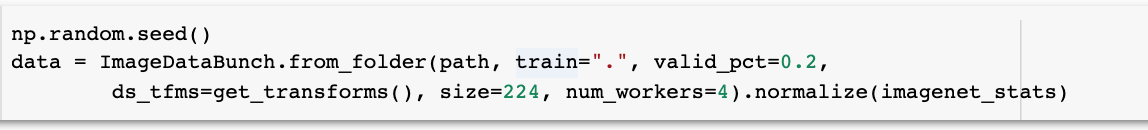 np.random.seed()
data = ImageDataBunch.from_folder(path, train=".", valid_pct=0.2,
        ds_tfms=get_transforms(), size=224, num_workers=4).normalize(imagenet_stats)